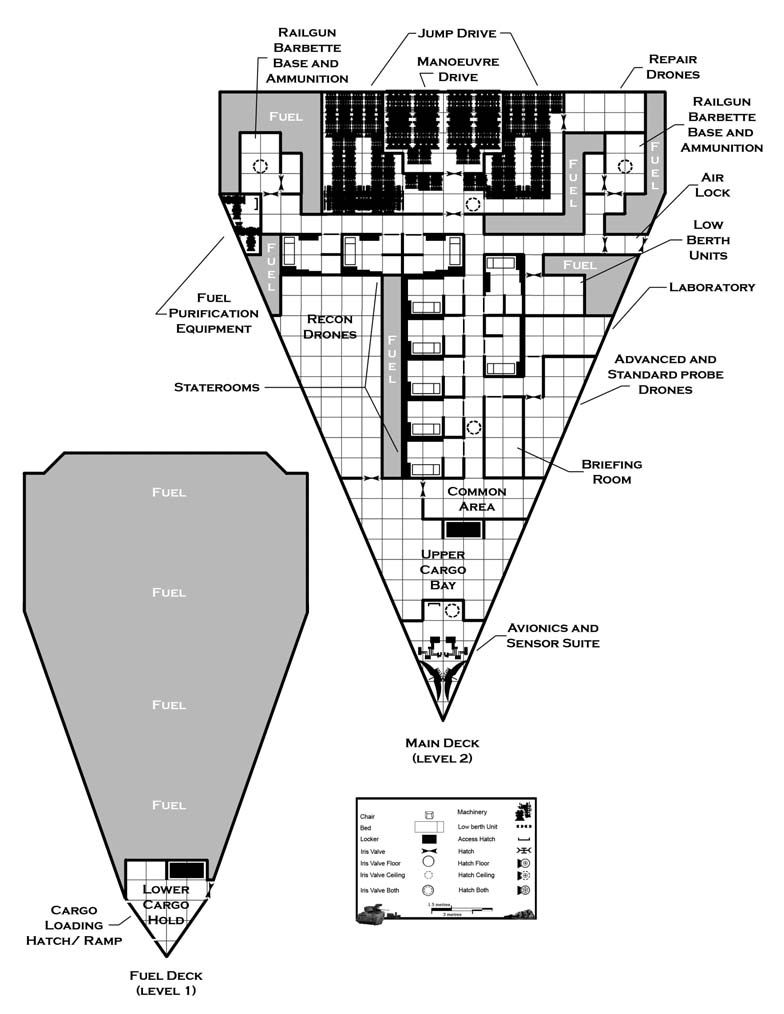 Railgun
Barbette
Base and
Ammunition
Jump Drive
Manoeuvre
Drive
Repair
Drones
Railgun
Barbette
Base and
Ammunition
Air
Lock
Low
Berth
Units
Laboratory
Advanced and
Standard probe
Drones
Briefing
Room
Fuel
Fuel
Fuel
Fuel
Fuel
Fuel
Fuel
Purification
Equipment
Recon
Drones
Staterooms
Common
Area
Upper
Cargo
Bay
Avionics and
Sensor Suite
Main Deck
(level 2)
Fuel
Fuel
Fuel
Fuel
Lower
Cargo
Hold
Cargo
Loading
Hatch/ Ramp
Fuel Deck
(level 1)
Chair
Bed
Locker
Iris Valve
Iris Valve Floor
Iris Valve Ceiling
Iris Valve Both
Machinery
Low berth Unit
Access Hatch
Hatch
Hatch Floor
Hatch Ceiling
Hatch Both
1.5 metres
3 metres